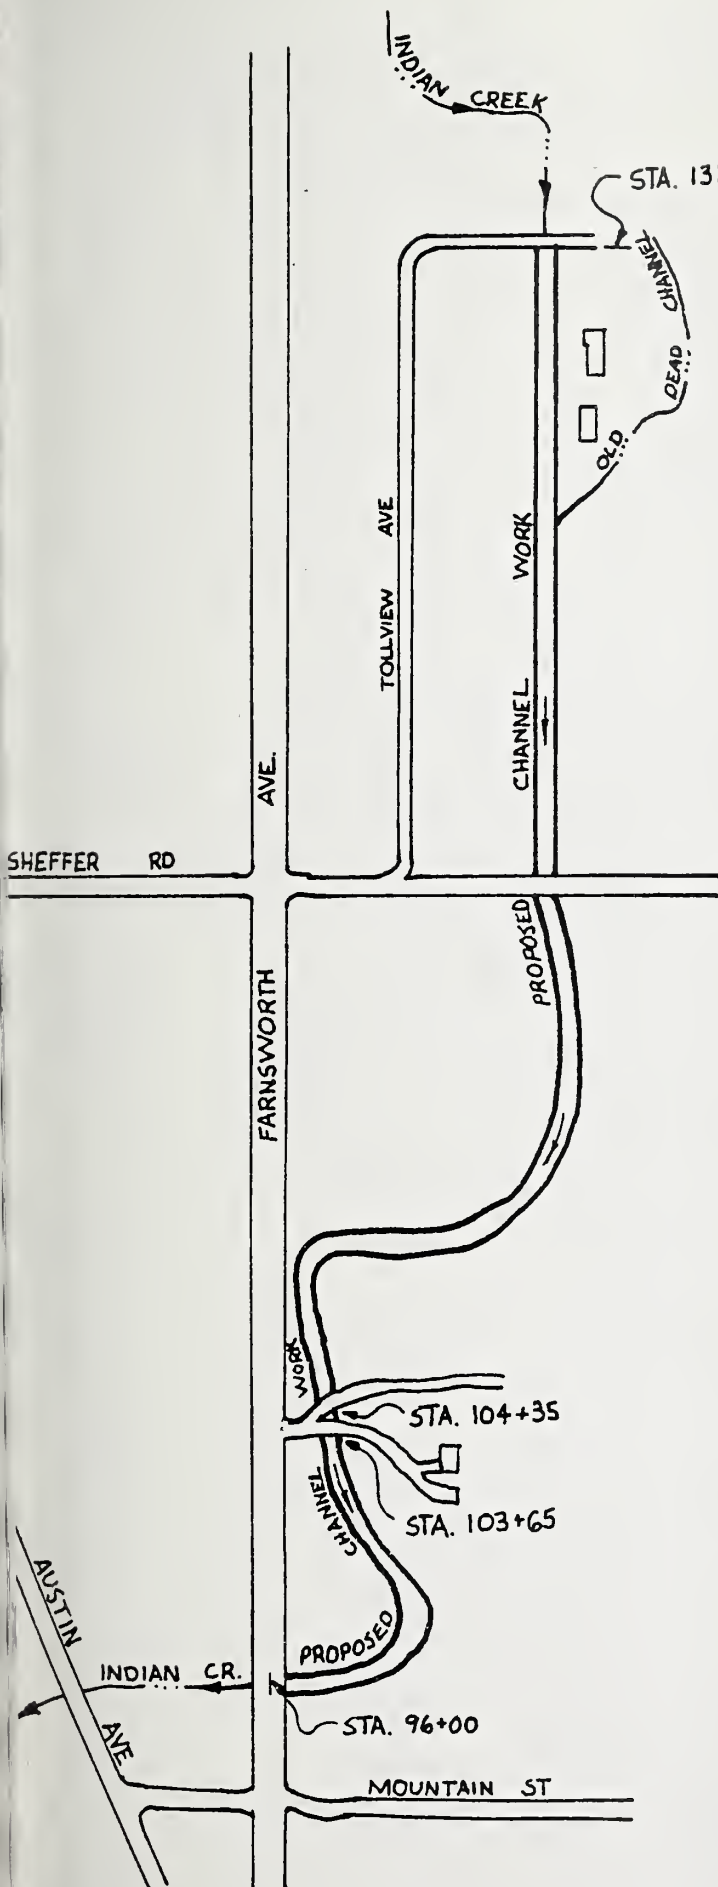 INDIAN CREEK
STA. 13
OLD DEAD CHANNEL
TOLLVIEW AVE
CHANNEL WORK
FARNSWORTH AVE.
SHEFFER RD
PROPOSED
WORK
STA. 104+35
CHANNEL
STA. 103+65
PROPOSED
AUSTIN AVE
INDIAN CR.
STA. 96+00
MOUNTAIN ST